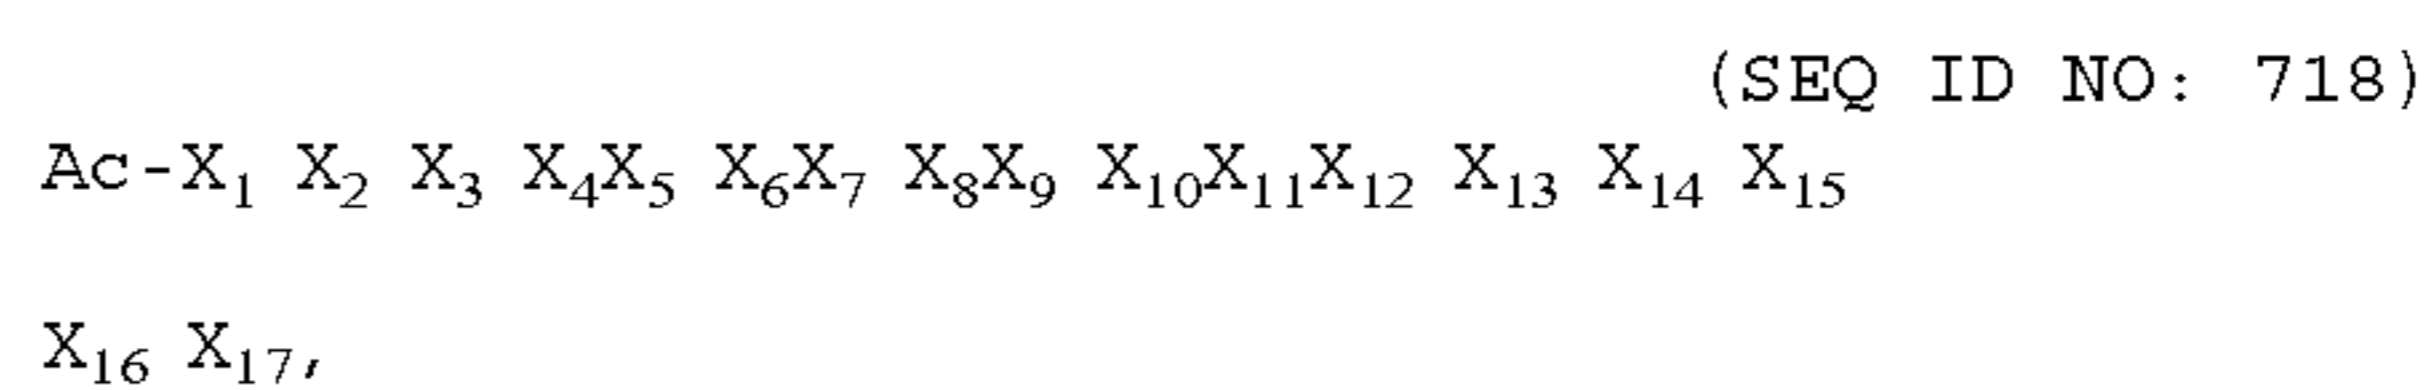 (SEQ ID NO: 718)
Ac-X₁ X₂ X₃ X₄X₅ X₆X₇ X₈X₉ X₁₀X₁₁X₁₂ X₁₃ X₁₄ X₁₅
X₁₆ X₁₇,